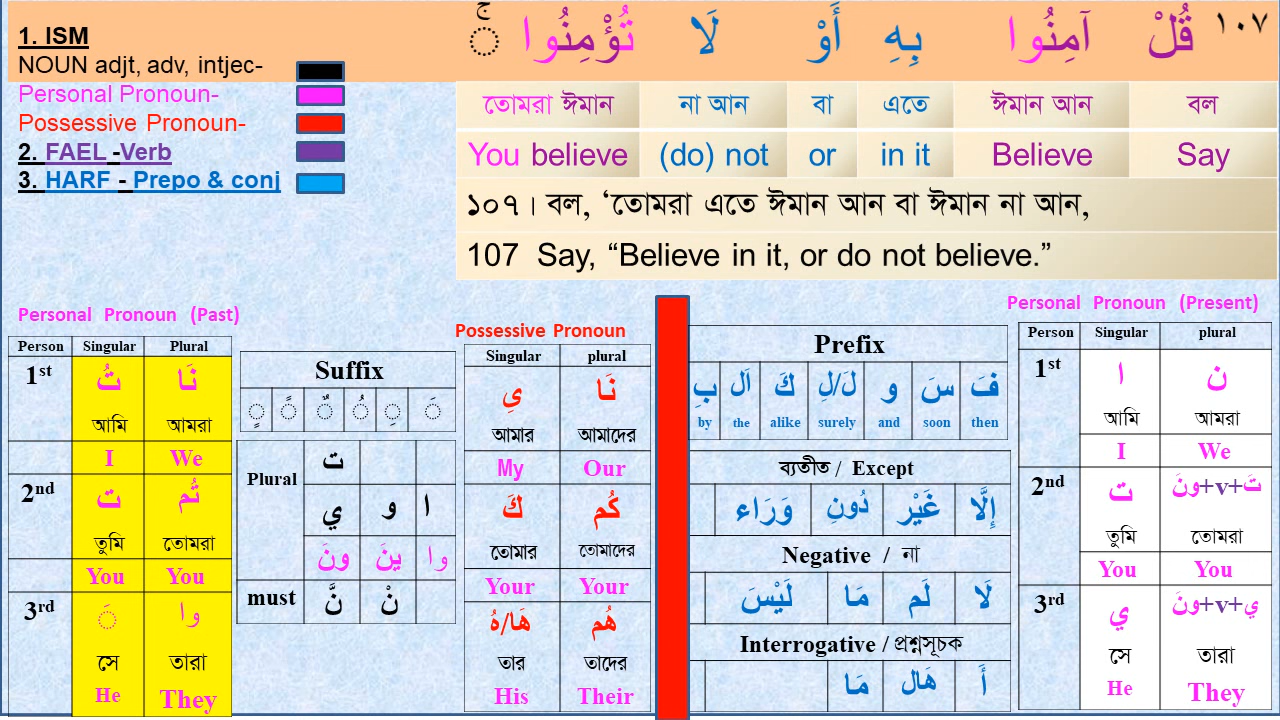 1. ISM
NOUN adjt, adv, intjec-
Personal Pronoun-
Possessive Pronoun-
2. FAEL -Verb
3. HARF - Prepo & conj
١٠٧ قُلْ آمِنُوا بِهِ أَوْ لَا تُؤْمِنُوا ۚ
তোমরা ঈমান না আন বা এতে ঈমান আন বল
You believe (do) not or in it Believe Say
১০৭। বল, ‘তোমরা এতে ঈমান আন বা ঈমান না আন,
107 Say, “Believe in it, or do not believe.”
Personal Pronoun (Past)
Person Singular Plural
1st تُ نَا
আমি আমরা
I We
2nd ت تُم
তুমি তোমরা
You You
3rd َ وا
সে তারা
He They
Suffix
ٍ ً ٌ ُ ِ َ
Plural ت
ي و ا
ونَ ينَ وا
must نَّ نْ
Possessive Pronoun
Singular plural
يِ نَا
আমার আমাদের
My Our
كَ كُم
তোমার তোমাদের
Your Your
هَا/هُ هُم
তার তাদের
His Their
Prefix
بِ اَل كَ لَ/لِ و سَ فَ
by the alike surely and soon then
ব্যতীত / Except
وَرَاء دُونِ غَيْر إِلَّا
Negative / না
لَيْسَ مَا لَم لَا
Interrogative / প্রশ্নসূচক
مَا هَال أَ
Personal Pronoun (Present)
Person Singular plural
1st ا ن
আমি আমরা
I We
2nd ت تَ+v+ونَ
তুমি তোমরা
You You
3rd ي ي+v+ونَ
সে তারা
He They